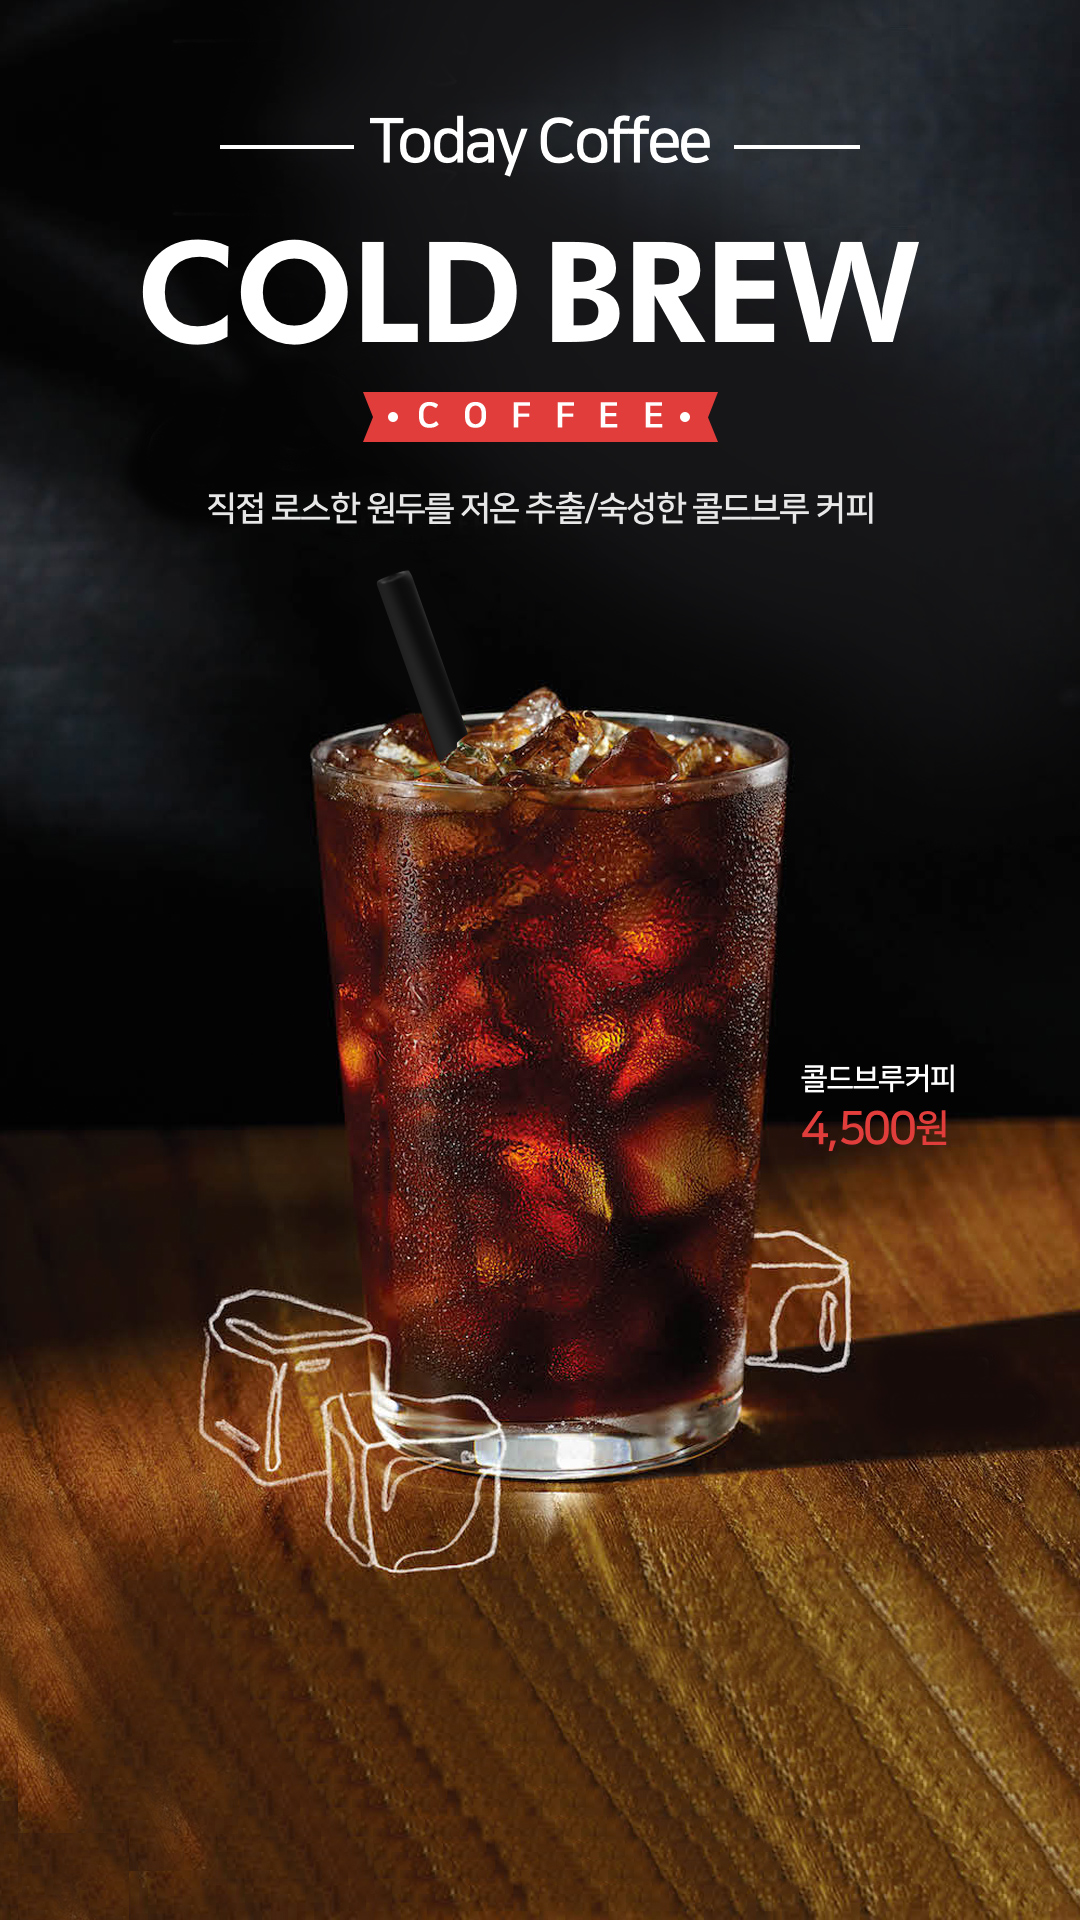 Today Coffee
COLD BREW
• C O F F E E •
직접 로스한 원두를 저온 추출/숙성한 콜드브루 커피
콜드브루커피
4,500원